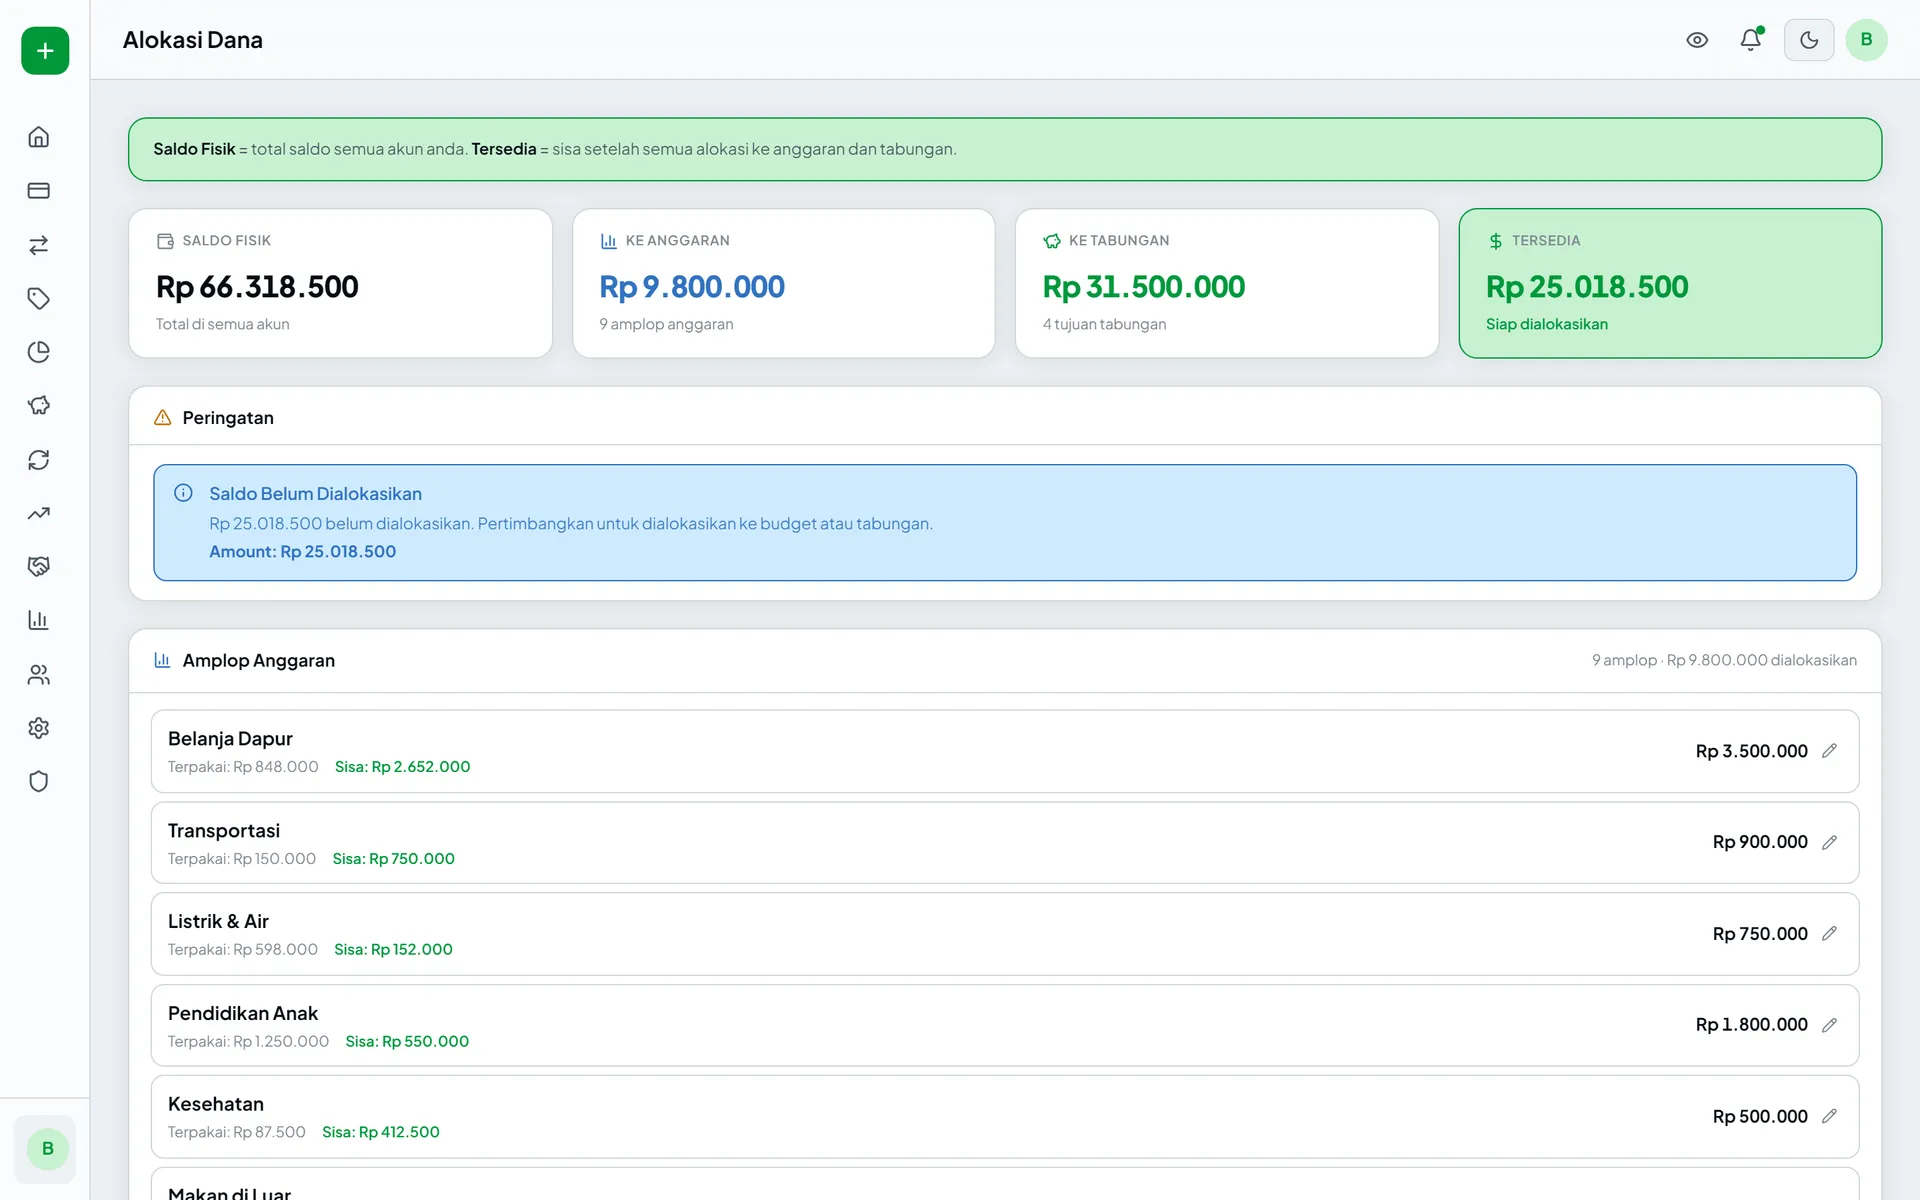 Alokasi Dana
B
Saldo Fisik = total saldo semua akun anda. Tersedia = sisa setelah semua alokasi ke anggaran dan tabungan.
SALDO FISIK
Rp 66.318.500
Total di semua akun
KE ANGGARAN
Rp 9.800.000
9 amplop anggaran
KE TABUNGAN
Rp 31.500.000
4 tujuan tabungan
TERSEDIA
Rp 25.018.500
Siap dialokasikan
Peringatan
Saldo Belum Dialokasikan
Rp 25.018.500 belum dialokasikan. Pertimbangkan untuk dialokasikan ke budget atau tabungan.
Amount: Rp 25.018.500
Amplop Anggaran
9 amplop · Rp 9.800.000 dialokasikan
Belanja Dapur
Terpakai: Rp 848.000 Sisa: Rp 2.652.000
Rp 3.500.000
Transportasi
Terpakai: Rp 150.000 Sisa: Rp 750.000
Rp 900.000
Listrik & Air
Terpakai: Rp 598.000 Sisa: Rp 152.000
Rp 750.000
Pendidikan Anak
Terpakai: Rp 1.250.000 Sisa: Rp 550.000
Rp 1.800.000
Kesehatan
Terpakai: Rp 87.500 Sisa: Rp 412.500
Rp 500.000
Makan di Luar
B